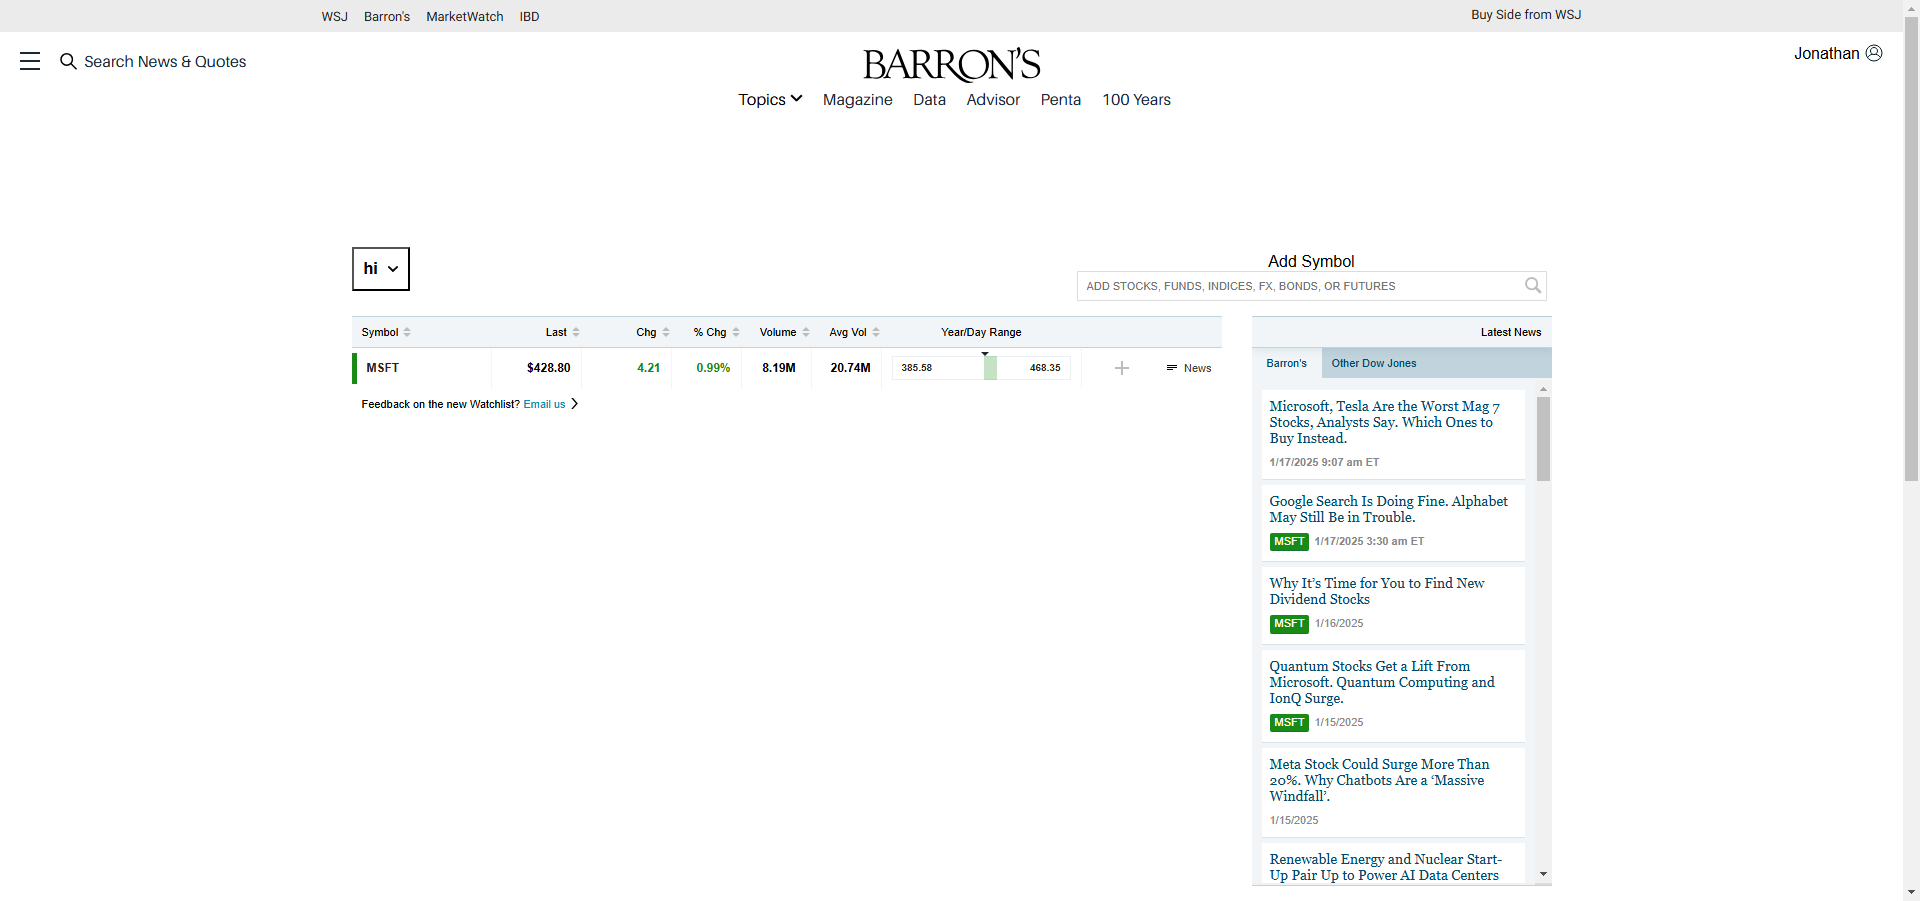 WSJ Barron's MarketWatch IBD Buy Side from WSJ
Search News & Quotes
BARRON'S
Jonathan
Topics Magazine Data Advisor Penta 100 Years
hi
Add Symbol
ADD STOCKS, FUNDS, INDICES, FX, BONDS, OR FUTURES
Symbol Last Chg % Chg Volume Avg Vol Year/Day Range
MSFT $428.80 4.21 0.99% 8.19M 20.74M 385.58 468.35 News
Feedback on the new Watchlist? Email us
Latest News
Barron's Other Dow Jones
Microsoft, Tesla Are the Worst Mag 7
Stocks, Analysts Say. Which Ones to
Buy Instead.
1/17/2025 9:07 am ET
Google Search Is Doing Fine. Alphabet
May Still Be in Trouble.
MSFT 1/17/2025 3:30 am ET
Why It’s Time for You to Find New
Dividend Stocks
MSFT 1/16/2025
Quantum Stocks Get a Lift From
Microsoft. Quantum Computing and
IonQ Surge.
MSFT 1/15/2025
Meta Stock Could Surge More Than
20%. Why Chatbots Are a ‘Massive
Windfall’.
1/15/2025
Renewable Energy and Nuclear Start-
Up Pair Up to Power AI Data Centers